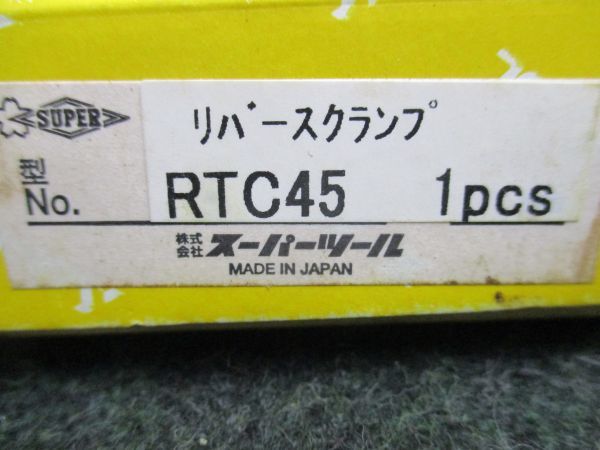 SUPER
リバースクランプ
型
No. RTC45 1pcs
株式会社 スーパーツール
MADE IN JAPAN